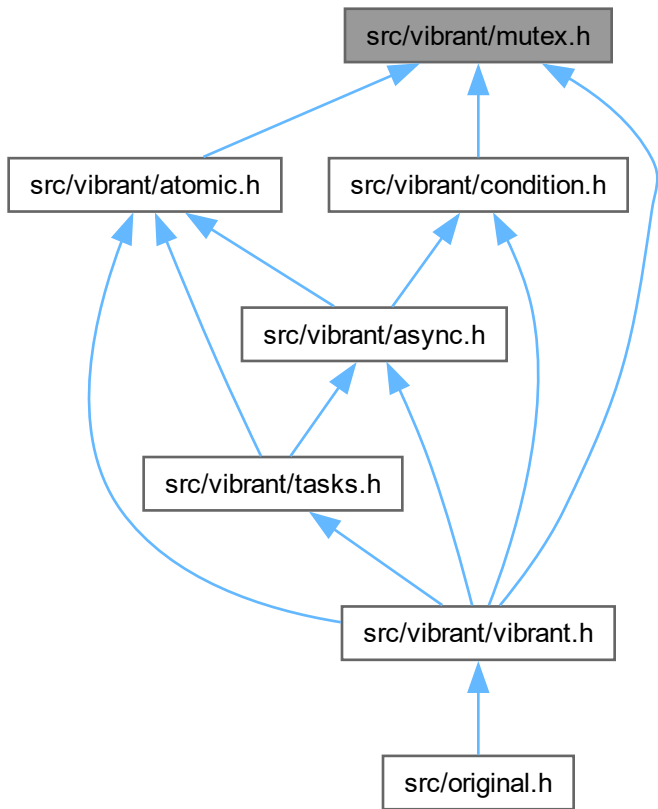 src/vibrant/mutex.h
src/vibrant/atomic.h
src/vibrant/condition.h
src/vibrant/async.h
src/vibrant/tasks.h
src/vibrant/vibrant.h
src/original.h